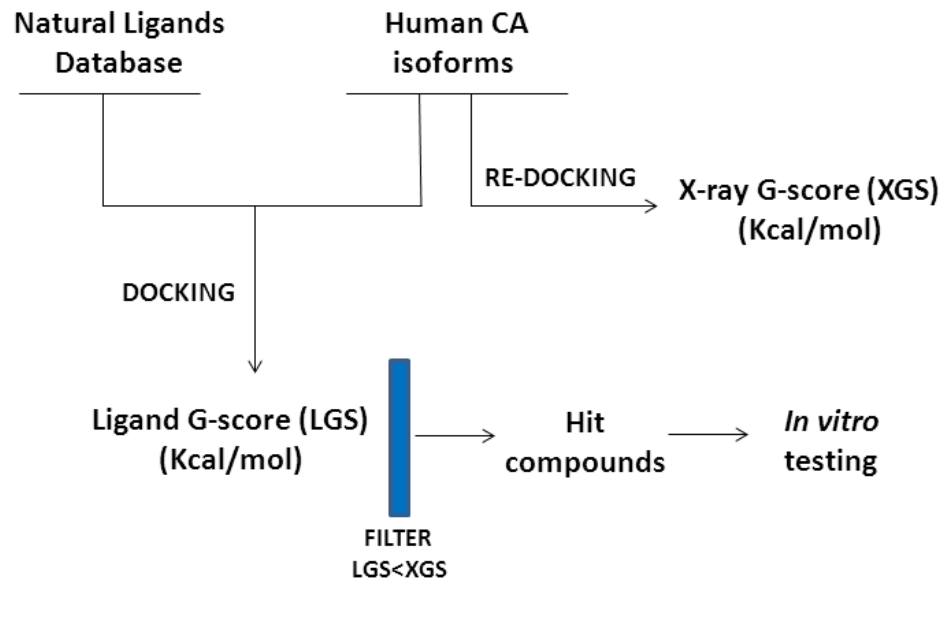 Natural Ligands
Database
Human CA
isoforms
RE-DOCKING
X-ray G-score (XGS)
(Kcal/mol)
DOCKING
Ligand G-score (LGS)
(Kcal/mol)
FILTER
LGS<XGS
Hit
compounds
In vitro
testing